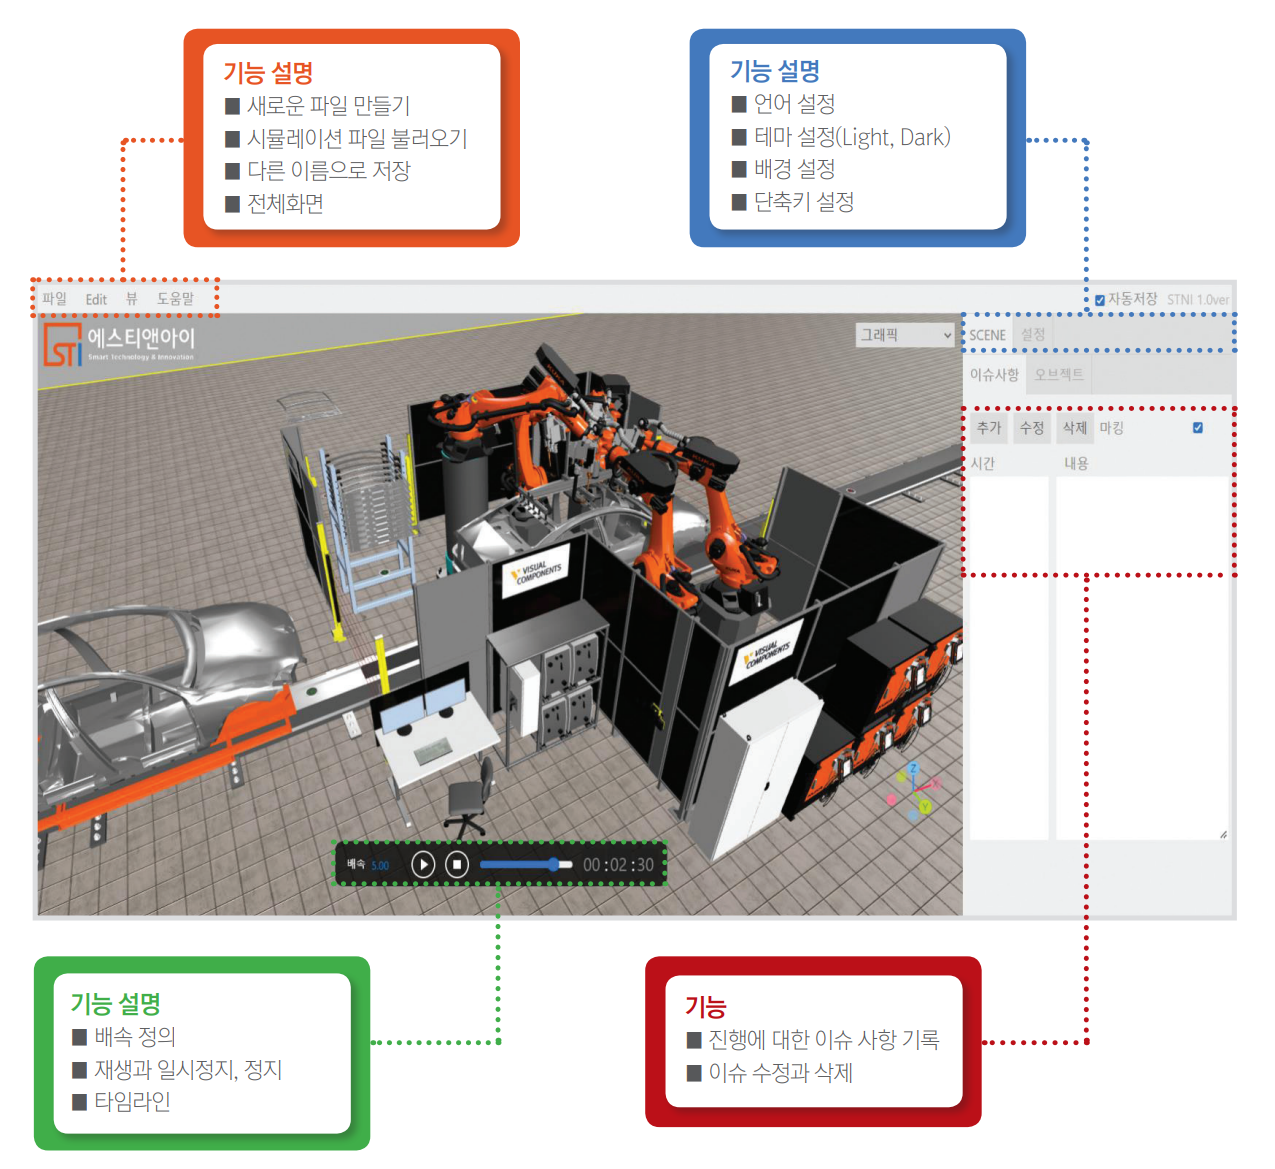 기능 설명
■ 새로운 파일 만들기
■ 시뮬레이션 파일 불러오기
■ 다른 이름으로 저장
■ 전체화면
기능 설명
■ 언어 설정
■ 테마 설정(Light, Dark)
■ 배경 설정
■ 단축키 설정
파일 Edit 뷰 도움말
자동저장 STNI 1.0ver
STI 에스티앤아이
Smart Technology & Innovation
그래픽
SCENE 설정
이슈사항 오브젝트
추가 수정 삭제 마킹
시간 내용
KUKA
KUKA
VISUAL
COMPONENTS
VISUAL
COMPONENTS
Z
Y
배속 5.00 00:02:30
기능 설명
■ 배속 정의
■ 재생과 일시정지, 정지
■ 타임라인
기능
■ 진행에 대한 이슈 사항 기록
■ 이슈 수정과 삭제